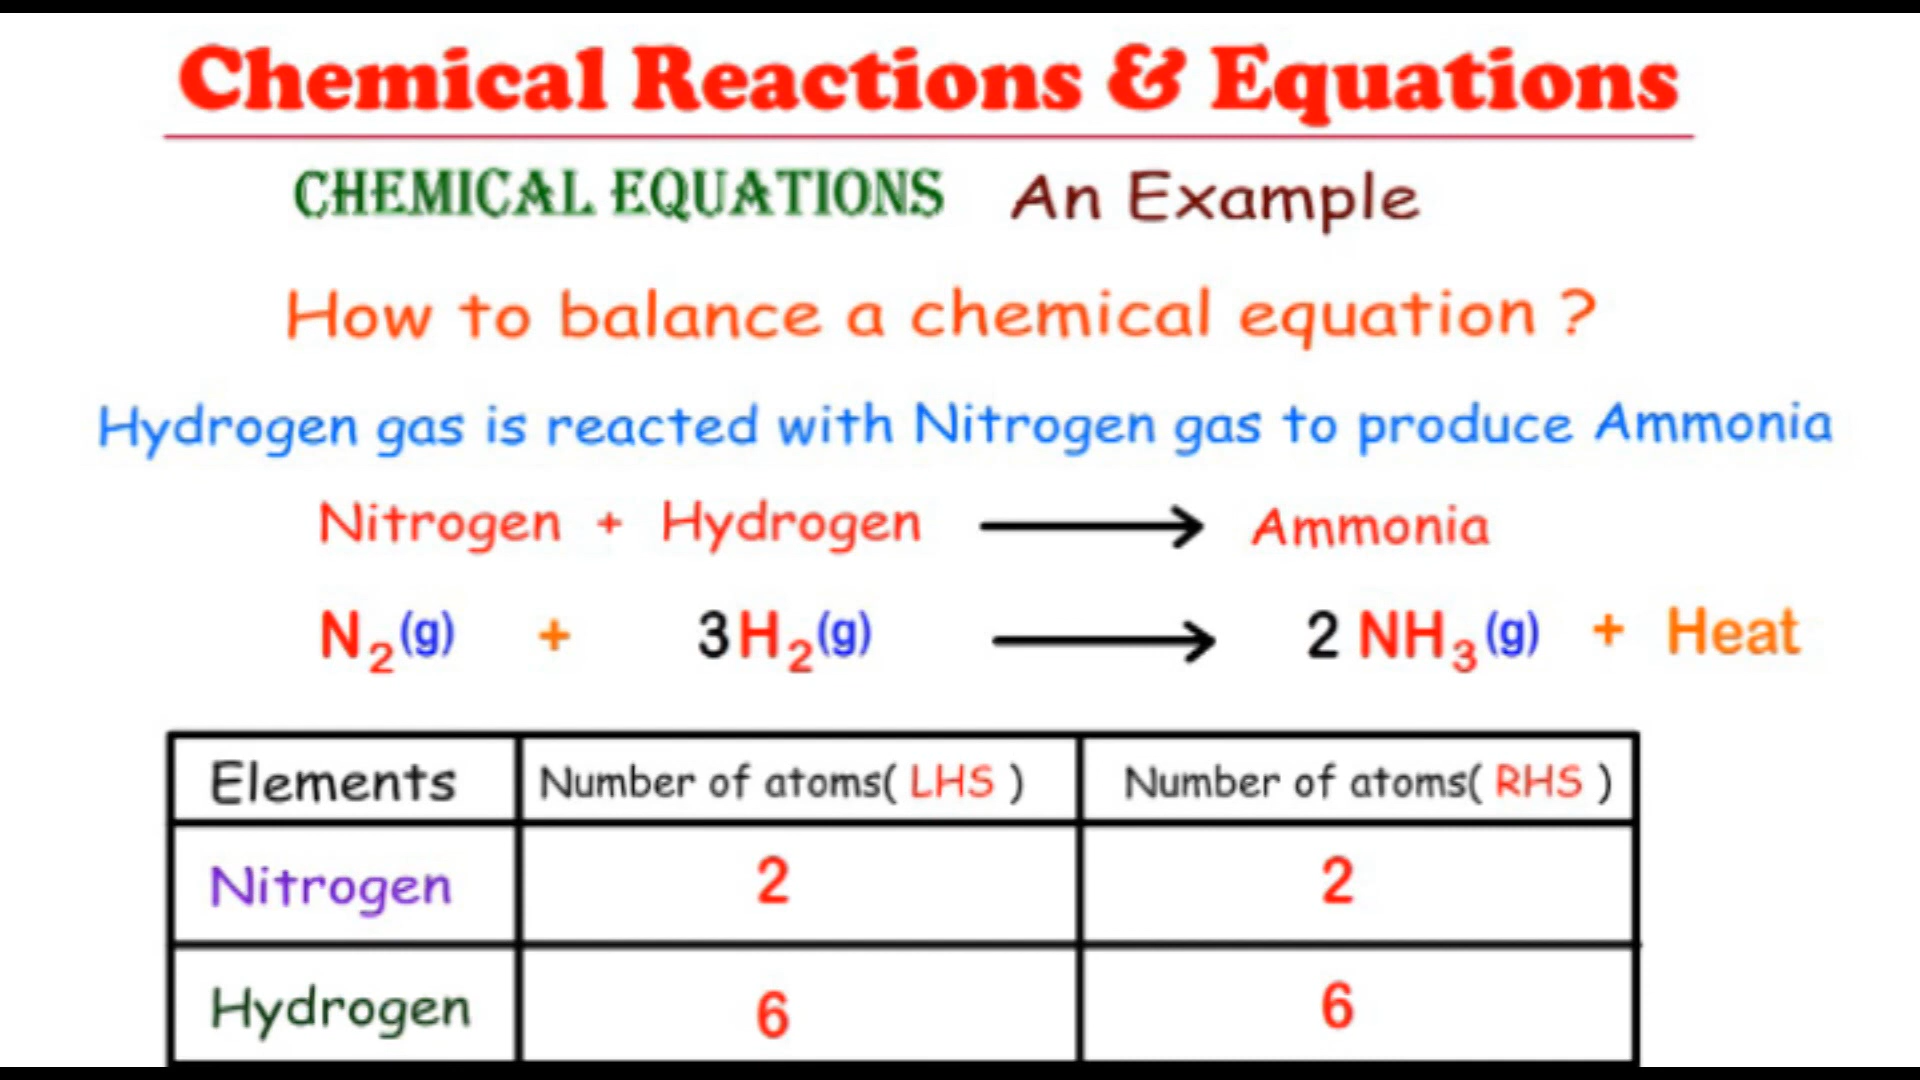 Chemical Reactions & Equations
CHEMICAL EQUATIONS An Example
How to balance a chemical equation ?
Hydrogen gas is reacted with Nitrogen gas to produce Ammonia
Nitrogen + Hydrogen ⟶ Ammonia
N₂(g) + 3H₂(g) ⟶ 2 NH₃(g) + Heat
Elements Number of atoms( LHS ) Number of atoms( RHS )
Nitrogen 2 2
Hydrogen 6 6